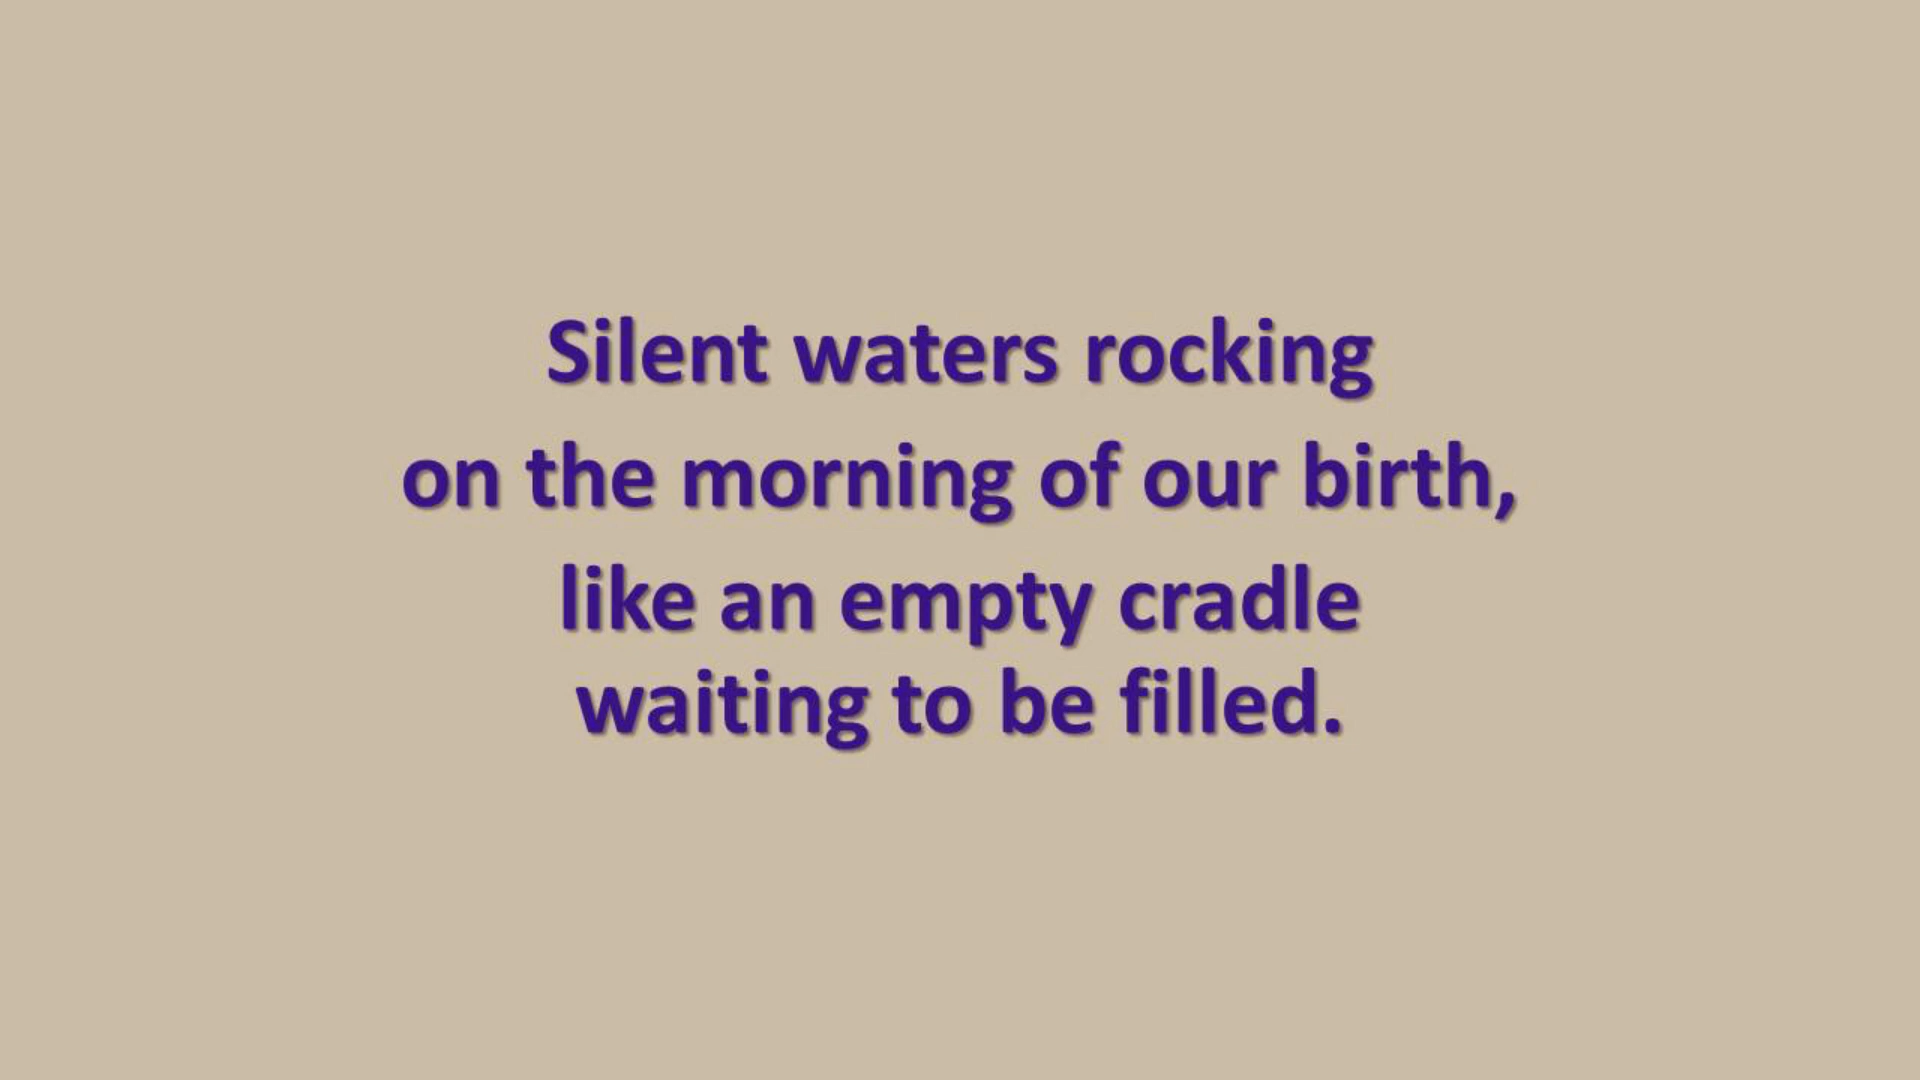 Silent waters rocking
on the morning of our birth,
like an empty cradle
waiting to be filled.